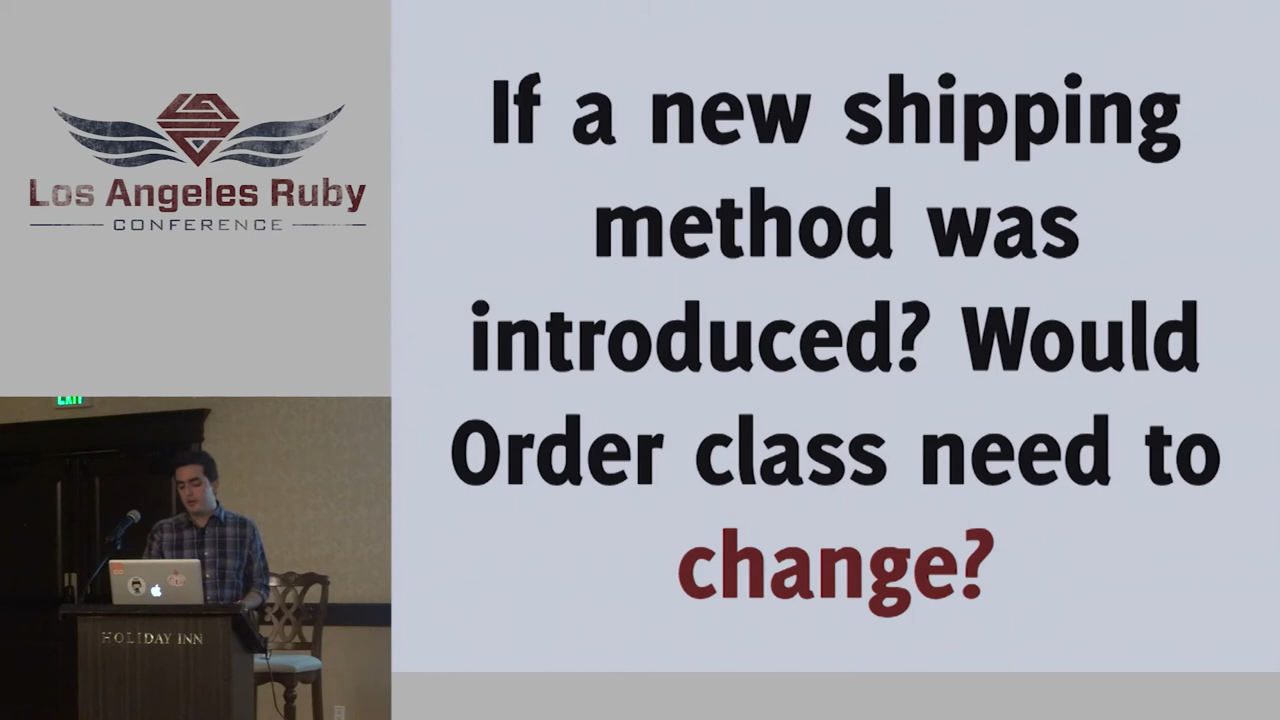 Los Angeles Ruby
CONFERENCE
If a new shipping
method was
introduced? Would
Order class need to
change?
EXIT
HOLIDAY INN